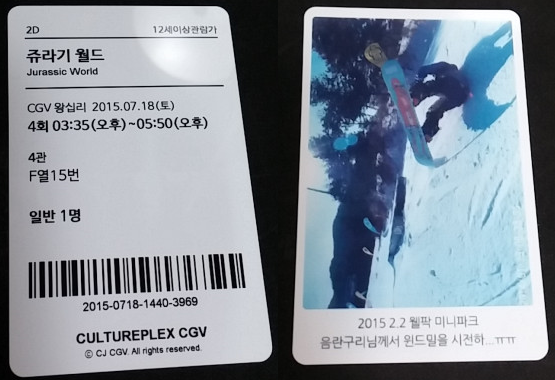 2D 12세이상관람가
쥬라기 월드
Jurassic World
CGV 왕십리 2015.07.18(토)
4회 03:35(오후)~05:50(오후)
4관
F열15번
일반 1명
2015-0718-1440-3969
CULTUREPLEX CGV
ⓒ CJ CGV. All rights reserved.
2015 2.2 웰팍 미니파크
음란구리님께서 윈드밀을 시전하...ㅠㅠ